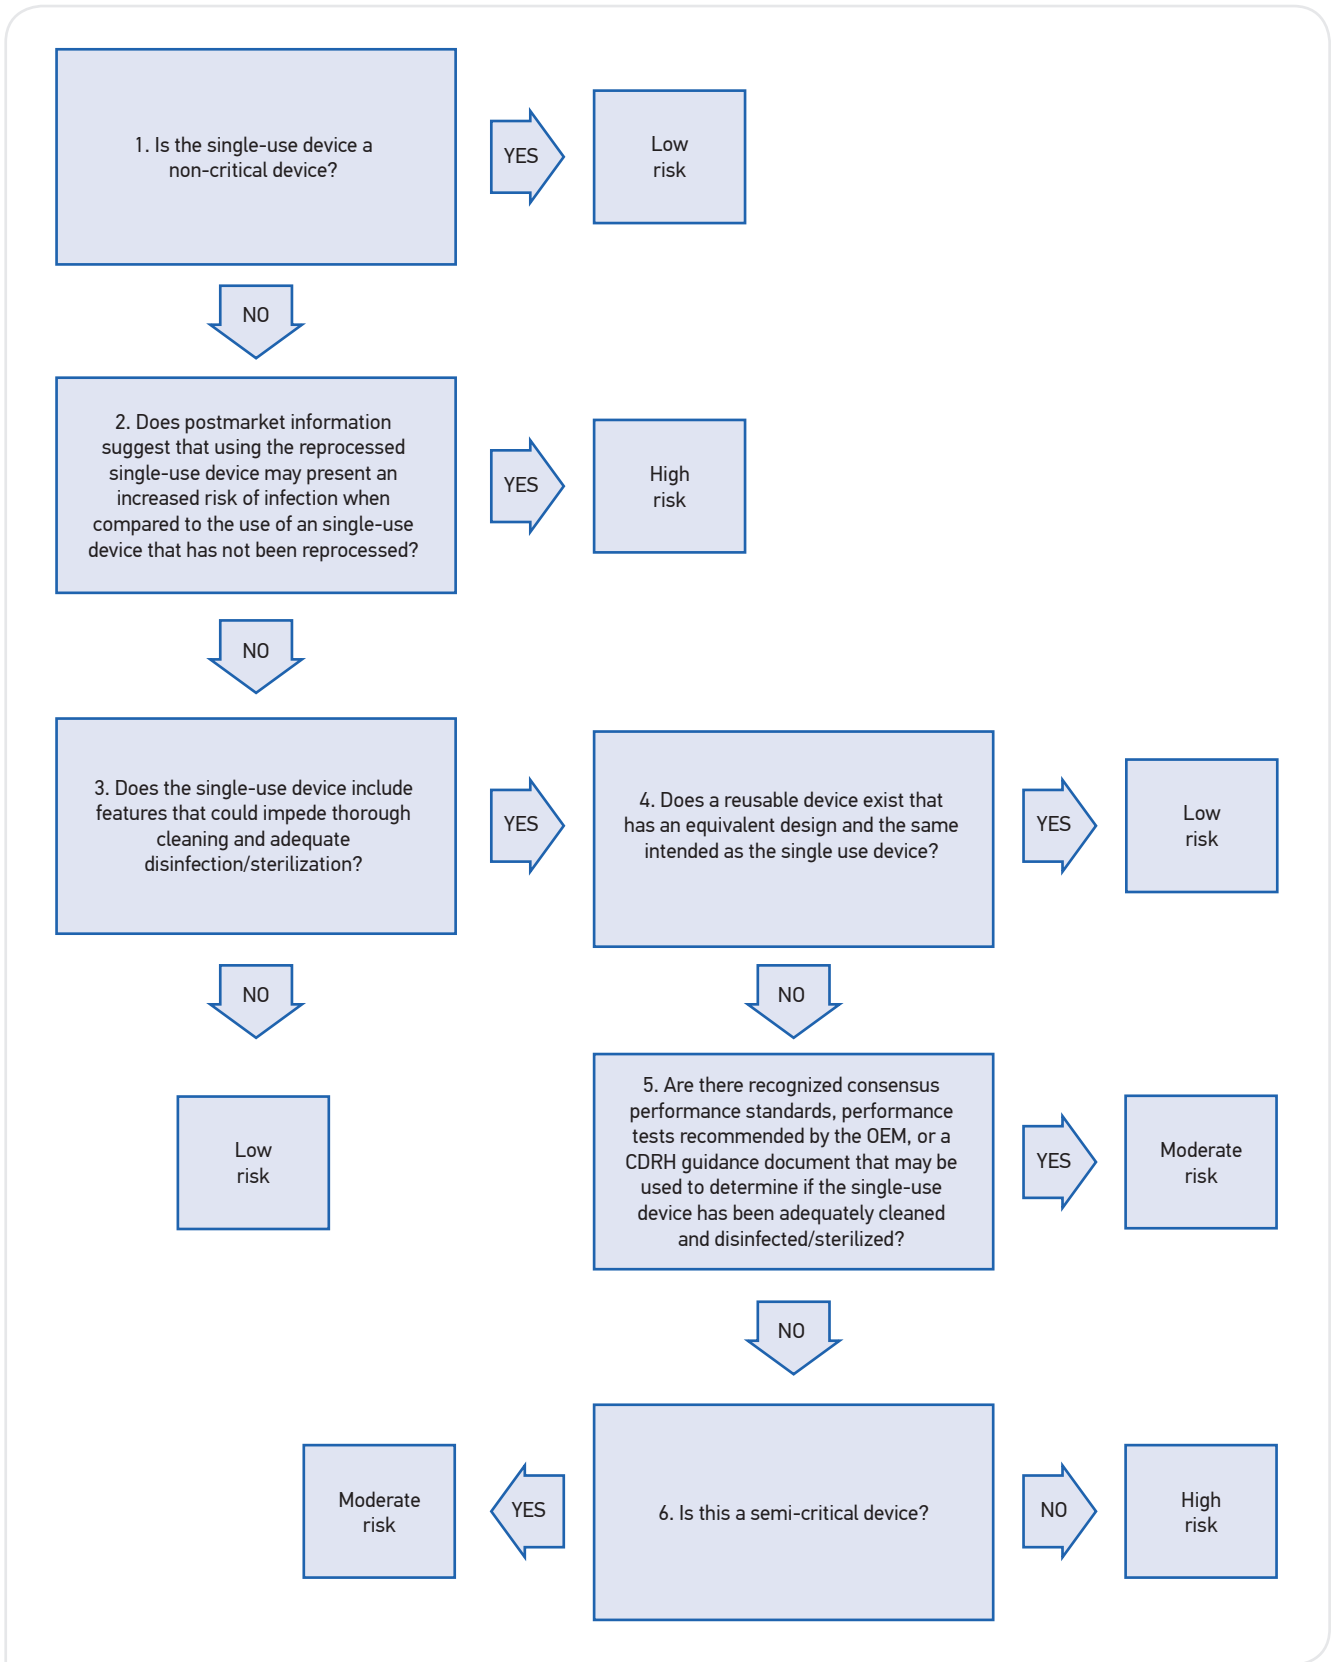 1. Is the single-use device a
non-critical device?
YES
Low
risk
NO
2. Does postmarket information
suggest that using the reprocessed
single-use device may present an
increased risk of infection when
compared to the use of an single-use
device that has not been reprocessed?
YES
High
risk
NO
3. Does the single-use device include
features that could impede thorough
cleaning and adequate
disinfection/sterilization?
YES
4. Does a reusable device exist that
has an equivalent design and the same
intended as the single use device?
YES
Low
risk
NO
Low
risk
NO
5. Are there recognized consensus
performance standards, performance
tests recommended by the OEM, or a
CDRH guidance document that may be
used to determine if the single-use
device has been adequately cleaned
and disinfected/sterilized?
YES
Moderate
risk
NO
6. Is this a semi-critical device?
YES
Moderate
risk
NO
High
risk